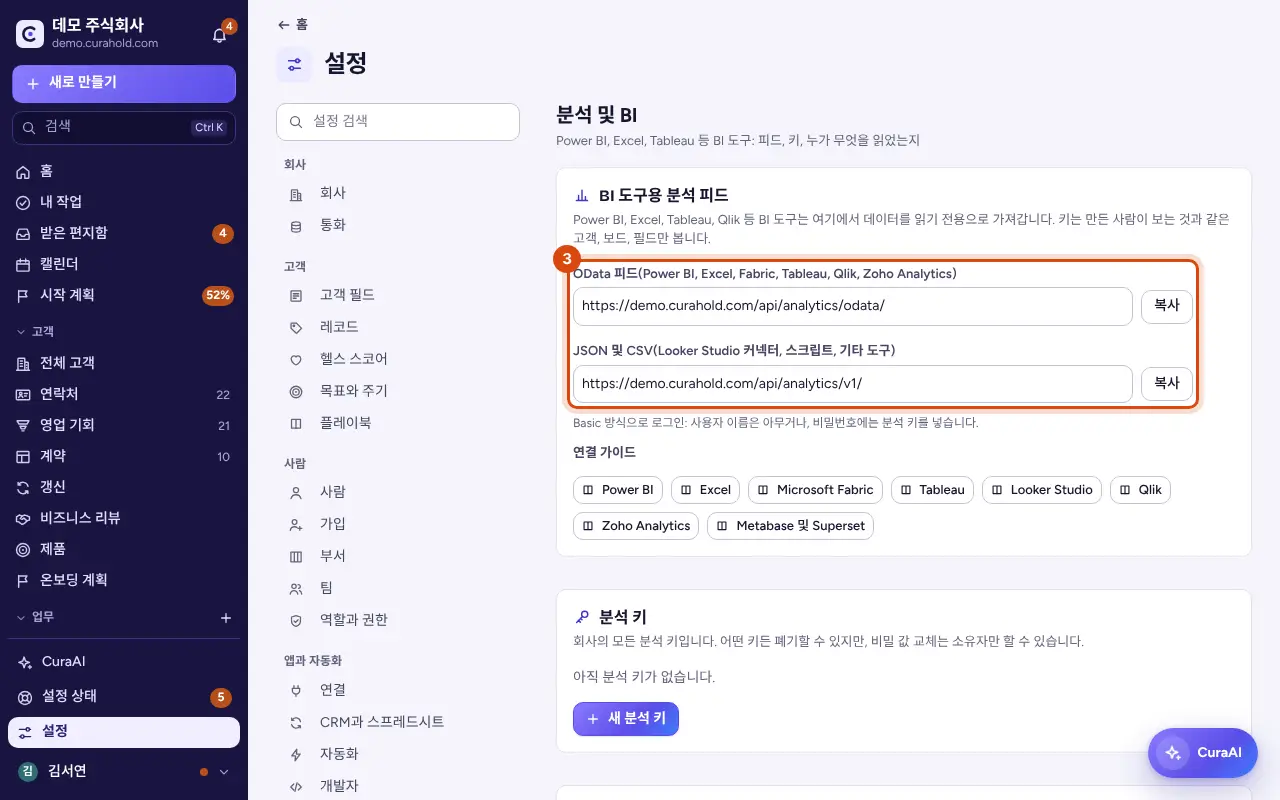 데모 주식회사
demo.curahold.com
4
새로 만들기
검색
Ctrl K
홈
내 작업
받은 편지함
4
캘린더
시작 계획
52%
고객
전체 고객
연락처
22
영업 기회
21
계약
10
갱신
비즈니스 리뷰
제품
온보딩 계획
업무
CuraAI
설정 상태
5
설정
김
김서연
홈
설정
설정 검색
회사
회사
통화
고객
고객 필드
레코드
헬스 스코어
목표와 주기
플레이북
사람
사람
가입
부서
팀
역할과 권한
앱과 자동화
연결
CRM과 스프레드시트
자동화
개발자
분석 및 BI
Power BI, Excel, Tableau 등 BI 도구: 피드, 키, 누가 무엇을 읽었는지
BI 도구용 분석 피드
Power BI, Excel, Tableau, Qlik 등 BI 도구는 여기에서 데이터를 읽기 전용으로 가져갑니다. 키는 만든 사람이 보는 것과 같은
고객, 보드, 필드만 봅니다.
3
OData 피드(Power BI, Excel, Fabric, Tableau, Qlik, Zoho Analytics)
https://demo.curahold.com/api/analytics/odata/
복사
JSON 및 CSV(Looker Studio 커넥터, 스크립트, 기타 도구)
https://demo.curahold.com/api/analytics/v1/
복사
Basic 방식으로 로그인: 사용자 이름은 아무거나, 비밀번호에는 분석 키를 넣습니다.
연결 가이드
Power BI
Excel
Microsoft Fabric
Tableau
Looker Studio
Qlik
Zoho Analytics
Metabase 및 Superset
분석 키
회사의 모든 분석 키입니다. 어떤 키든 폐기할 수 있지만, 비밀 값 교체는 소유자만 할 수 있습니다.
아직 분석 키가 없습니다.
새 분석 키
CuraAI